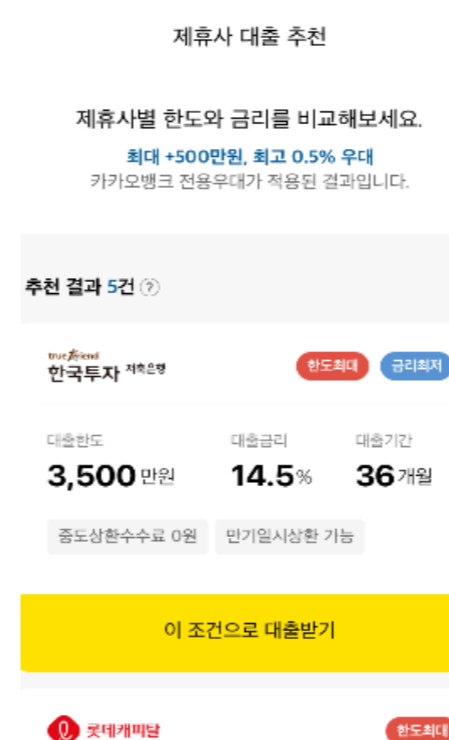 제휴사 대출 추천
제휴사별 한도와 금리를 비교해보세요.
최대 +500만원, 최고 0.5% 우대
카카오뱅크 전용우대가 적용된 결과입니다.
추천 결과 5건 ?
true friend
한국투자 저축은행 한도최대 금리최저
대출한도 대출금리 대출기간
3,500만원 14.5% 36개월
중도상환수수료 0원 만기일시상환 가능
이 조건으로 대출받기
롯데캐피탈 한도최대